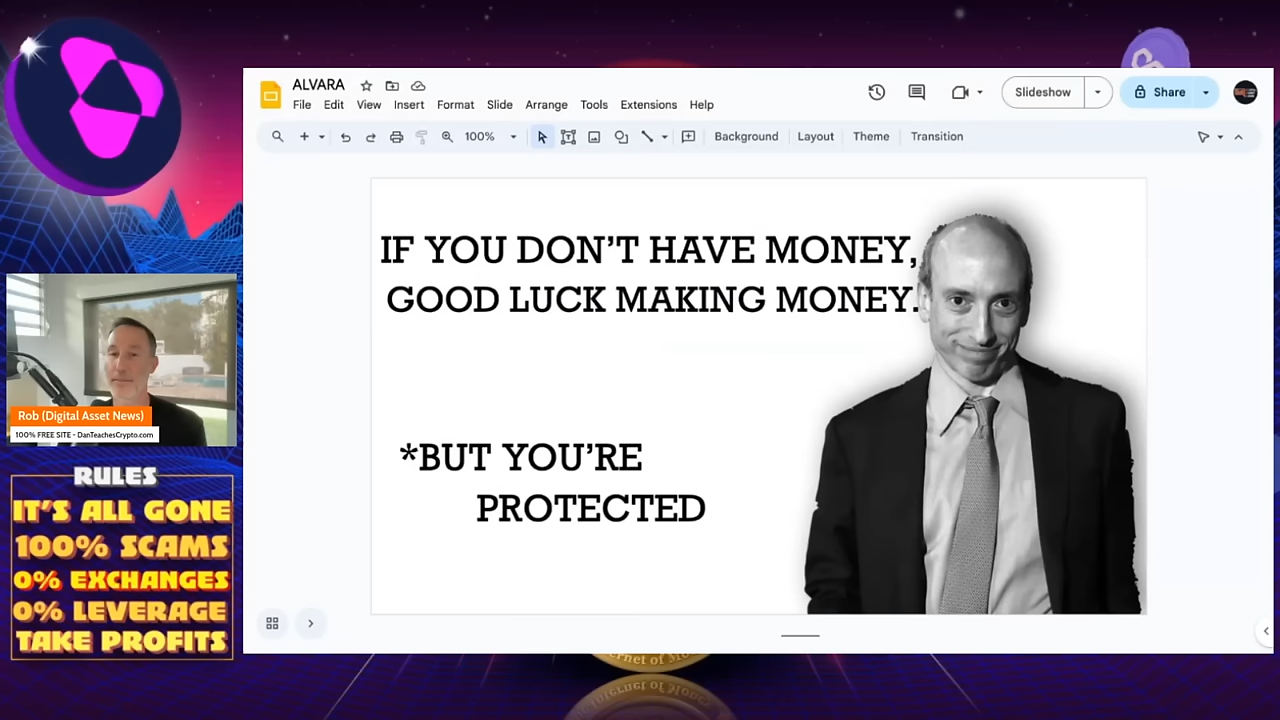 ALVARA
File Edit View Insert Format Slide Arrange Tools Extensions Help
Slideshow
Share
100%
Background Layout Theme Transition
IF YOU DON’T HAVE MONEY,
GOOD LUCK MAKING MONEY.
*BUT YOU’RE
PROTECTED
Rob (Digital Asset News)
100% FREE SITE - DanTeachesCrypto.com
RULES
IT'S ALL GONE
100% SCAMS
0% EXCHANGES
0% LEVERAGE
TAKE PROFITS